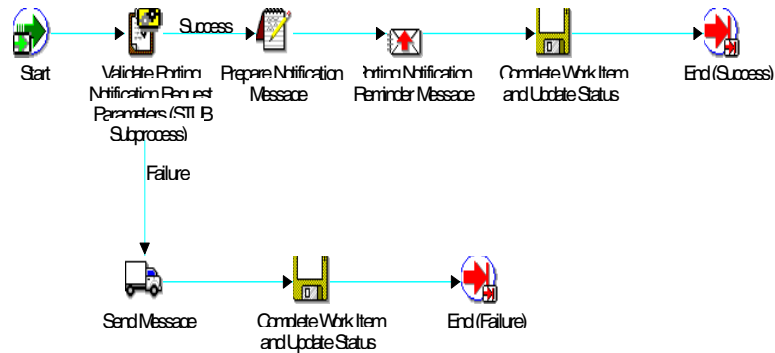 Success
Start
Validate Porting
Notification Request
Parameters (STUB
Subprocess)
Prepare Notification
Message
Porting Notification
Reminder Message
Complete Work Item
and Update Status
End (Success)
Failure
Send Message
Complete Work Item
and Update Status
End (Failure)